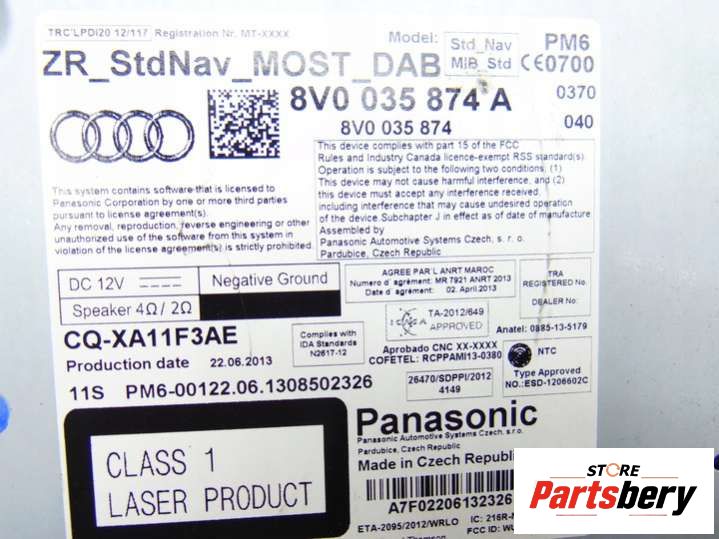 TRC'LPDi20 12/117 Registration Nr. MT-XXXX
Model: Std_Nav MIB_Std
PM6
ZR_StdNav_MOST_DAB
CE0700
8V0 035 874 A
0370
8V0 035 874
040
This device complies with part 15 of the FCC
Rules and Industry Canada licence-exempt RSS standard(s).
Operation is subject to the following two conditions, (1)
This device may not cause harmful interference, and (2)
this device must accept any interference received,
including interference that may cause undesired operation
of the device.Subchapter J in effect as of date of manufacture
Assembled by
Panasonic Automotive Systems Czech, s. r. o.
Pardubice, Czech Republic
This system contains software that is licensed to
Panasonic Corporation by one or more third parties
pursuant to license agreement(s).
Any removal, reproduction, reverse engineering or other
unauthorized use of the software from this system in
violation of the license agreement(s) is strictly prohibited.
DC 12V
Negative Ground
Speaker 4Ω / 2Ω
AGREE PAR L'ANRT MAROC
Numero d´agrément: MR 7921 ANRT 2013
Date d´agrément: 02. April.2013
TRA
REGISTERED No:
DEALER No:
ICASA
TA-2012/649
APPROVED
Anatel: 0885-13-5179
CQ-XA11F3AE
Production date 22.06.2013
Complies with
IDA Standards
N2617-12
Aprobado CNC XX-XXXX
COFETEL: RCPPAMI13-0380
NTC
Type Approved
NO.:ESD-1206602C
11S PM6-00122.06.1308502326
26470/SDPPI/2012
4149
CLASS 1
LASER PRODUCT
Panasonic
Panasonic Automotive Systems Czech, s.r.o.
Pardubice, Czech Republic
Made in Czech Republi
A7F02206132326
ETA-2095/2012/WRLO
IC: 216R-
FCC ID:
Thomson
STORE
Partsbery